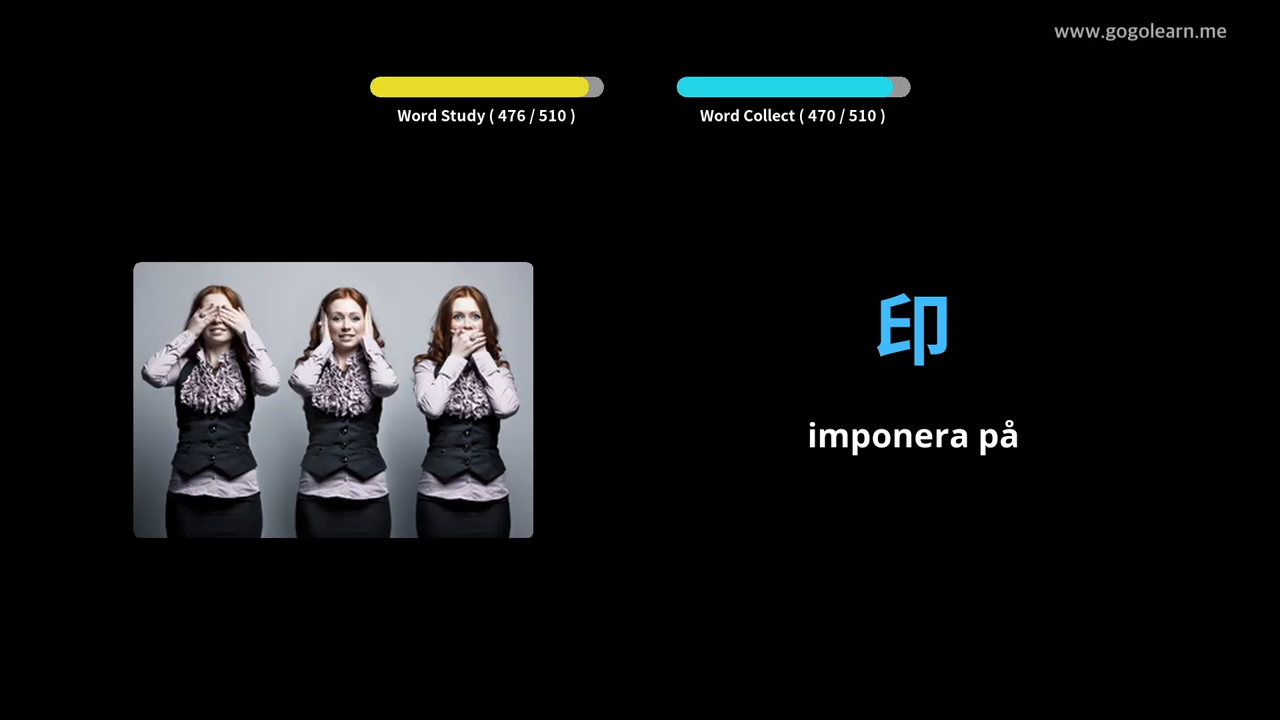 www.gogolearn.me
Word Study ( 476 / 510 )
Word Collect ( 470 / 510 )
印
imponera på